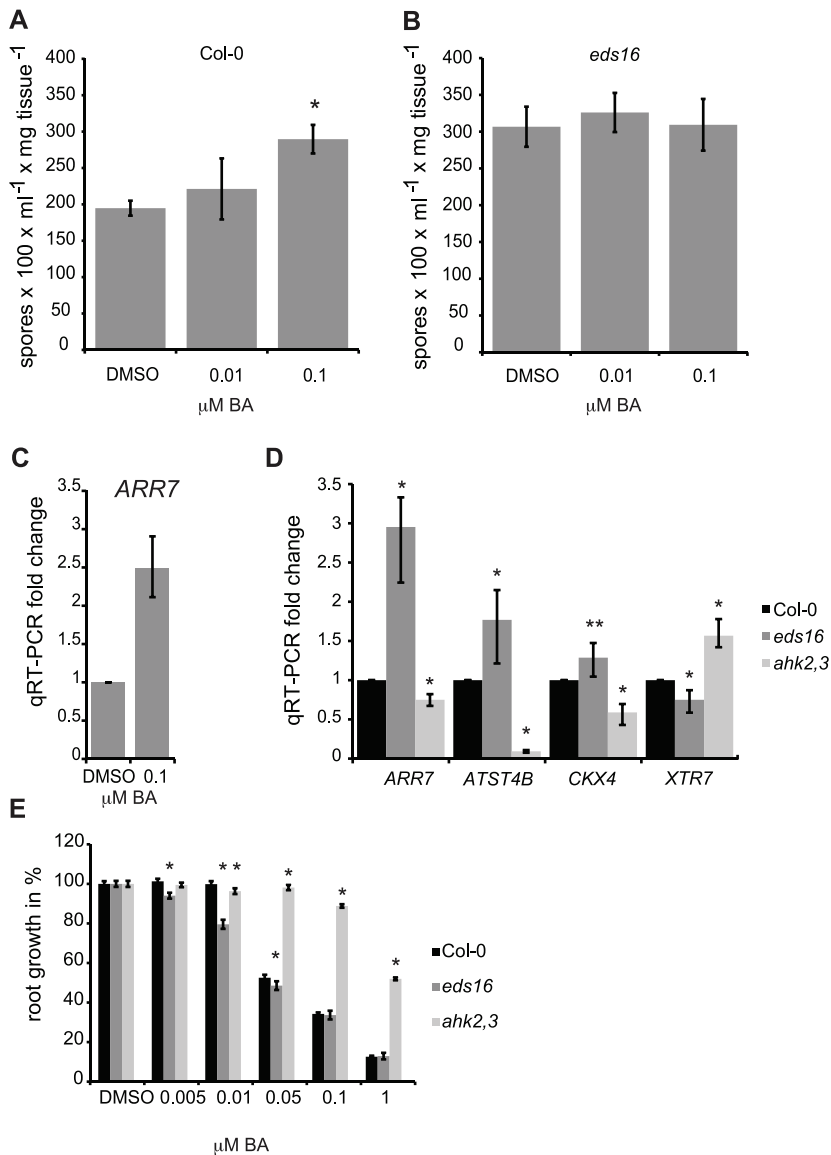 A
Col-0
spores x 100 x ml⁻¹ x mg tissue⁻¹
400
350
300
250
200
150
100
50
0
*
DMSO 0.01 0.1
μM BA
B
eds16
spores x 100 x ml⁻¹ x mg tissue⁻¹
400
350
300
250
200
150
100
50
0
DMSO 0.01 0.1
μM BA
C
ARR7
qRT-PCR fold change
3.5
3
2.5
2
1.5
1
0.5
0
DMSO 0.1
μM BA
D
qRT-PCR fold change
3.5
3
2.5
2
1.5
1
0.5
0
* * * * ** * * *
ARR7 ATST4B CKX4 XTR7
Col-0
eds16
ahk2,3
E
root growth in %
120
100
80
60
40
20
0
* * * * * * *
DMSO 0.005 0.01 0.05 0.1 1
μM BA
Col-0
eds16
ahk2,3